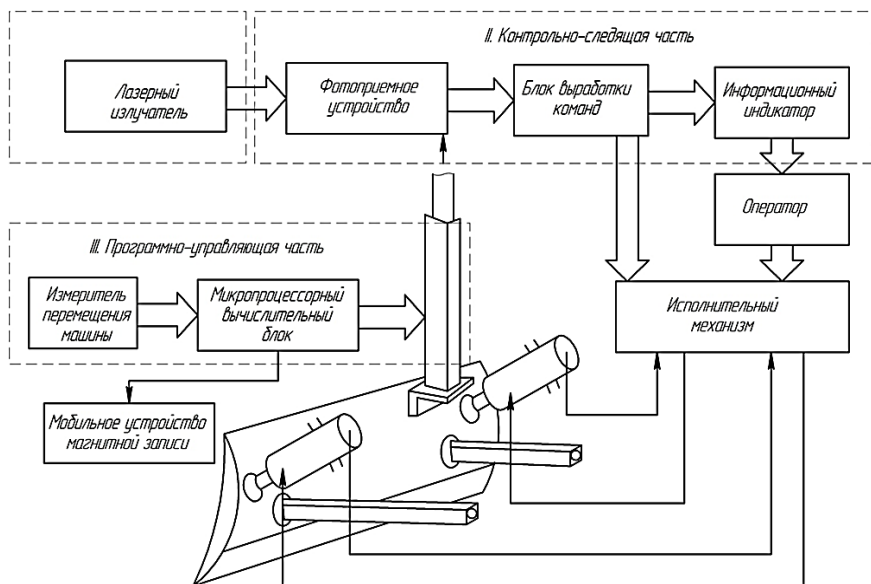 II. Контрольно-следящая часть
Лазерный
излучатель
Фотоприемное
устройство
Блок выработки
команд
Информационный
индикатор
Оператор
III. Программно-управляющая часть
Измеритель
перемещения
машины
Микропроцессорный
вычислительный
блок
Исполнительный
механизм
Мобильное устройство
магнитной записи